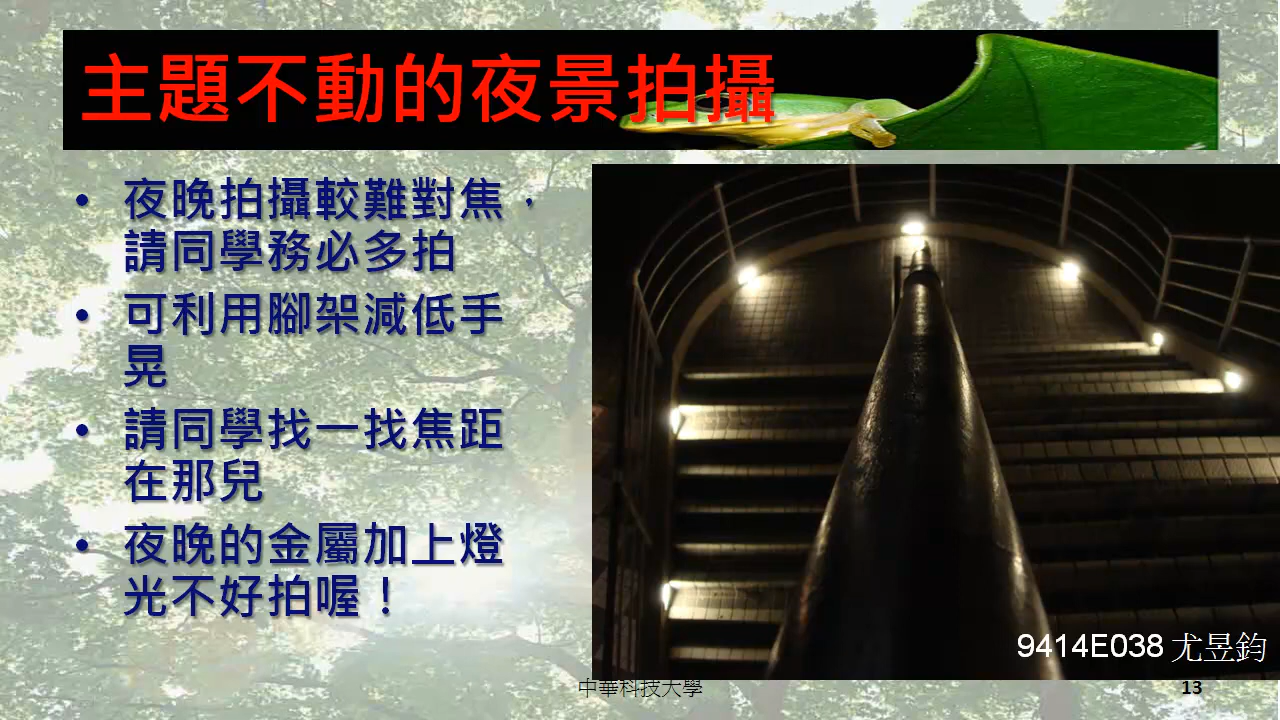 主題不動的夜景拍攝
• 夜晚拍攝較難對焦，
請同學務必多拍
• 可利用腳架減低手
晃
• 請同學找一找焦距
在那兒
• 夜晚的金屬加上燈
光不好拍喔！
9414E038 尤昱鈞
中華科技大學
13